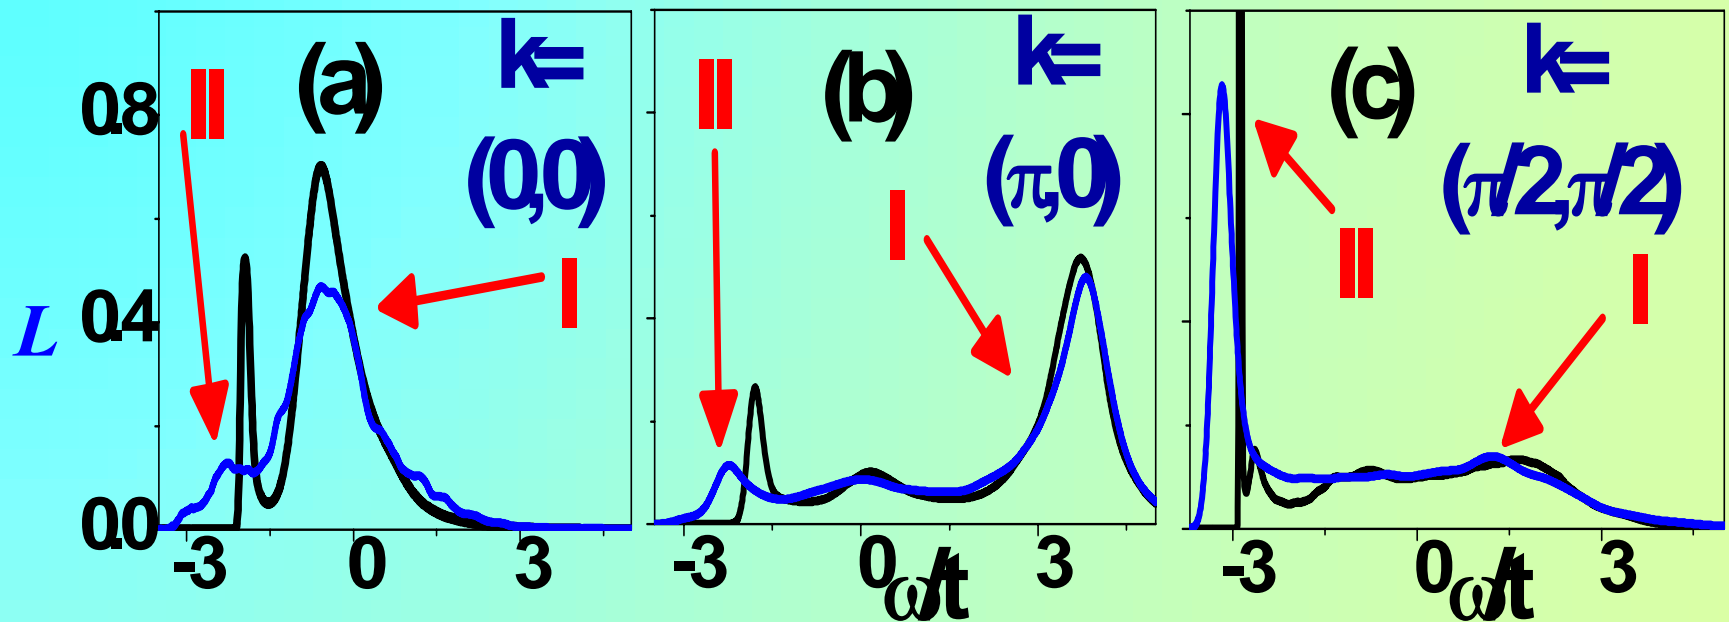 (a)
k=
(0,0)
II
I
(b)
k=
(π,0)
II
I
(c)
k=
(π/2,π/2)
II
I
L
0.8
0.4
0.0
-3 0 3
-3 0 3
ω/t
-3 0 3
ω/t